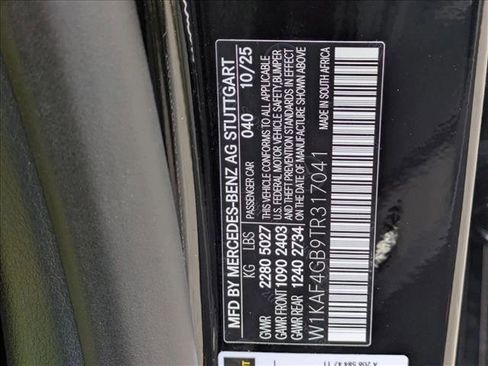 MFD BY MERCEDES-BENZ AG STUTTGART
PASSENGER CAR 040 10/25
KG LBS
GVWR 2280 5027
GAWR FRONT 1090 2403
GAWR REAR 1240 2734
THIS VEHICLE CONFORMS TO ALL APPLICABLE
U.S. FEDERAL MOTOR VEHICLE SAFETY, BUMPER
AND THEFT PREVENTION STANDARDS IN EFFECT
ON THE DATE OF MANUFACTURE SHOWN ABOVE
W1KAF4GB9TR317041
MADE IN SOUTH AFRICA